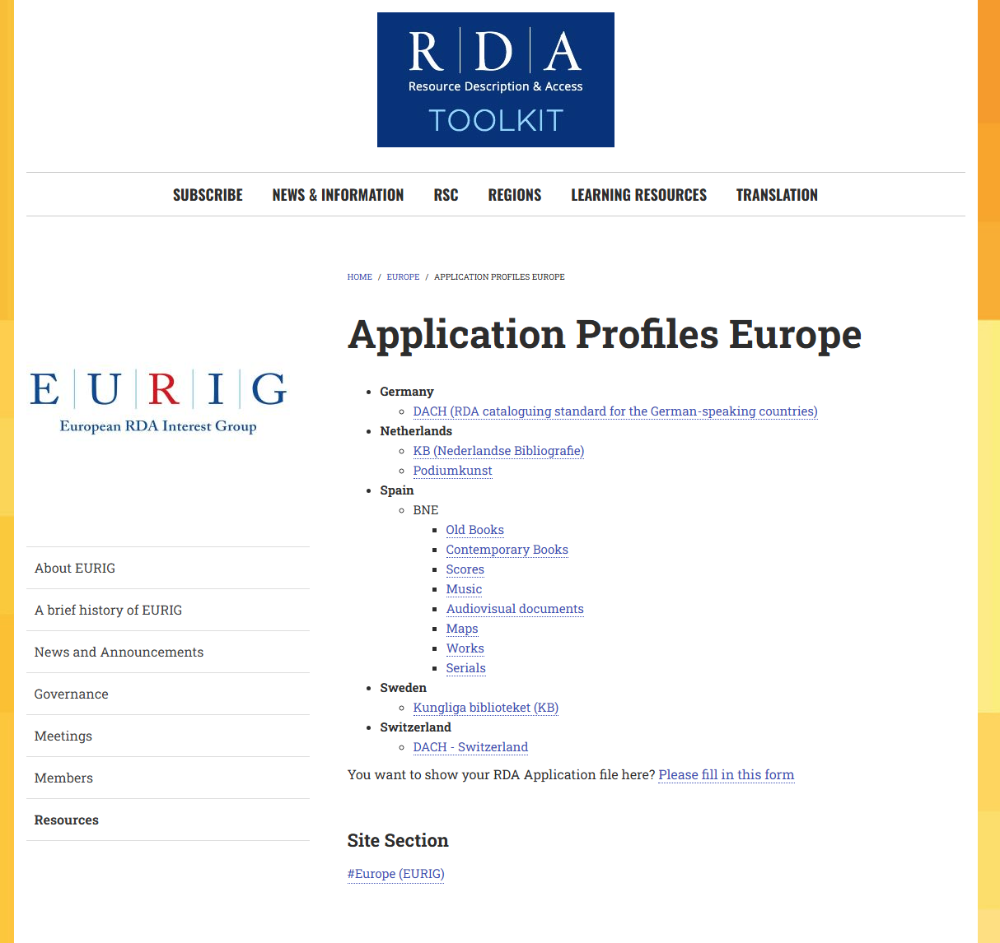 R | D | A
Resource Description & Access
TOOLKIT
SUBSCRIBE NEWS & INFORMATION RSC REGIONS LEARNING RESOURCES TRANSLATION
E | U | R | I | G
European RDA Interest Group
About EURIG
A brief history of EURIG
News and Announcements
Governance
Meetings
Members
Resources
HOME / EUROPE / APPLICATION PROFILES EUROPE
Application Profiles Europe
Germany
DACH (RDA cataloguing standard for the German-speaking countries)
Netherlands
KB (Nederlandse Bibliografie)
Podiumkunst
Spain
BNE
Old Books
Contemporary Books
Scores
Music
Audiovisual documents
Maps
Works
Serials
Sweden
Kungliga biblioteket (KB)
Switzerland
DACH - Switzerland
You want to show your RDA Application file here? Please fill in this form
Site Section
#Europe (EURIG)